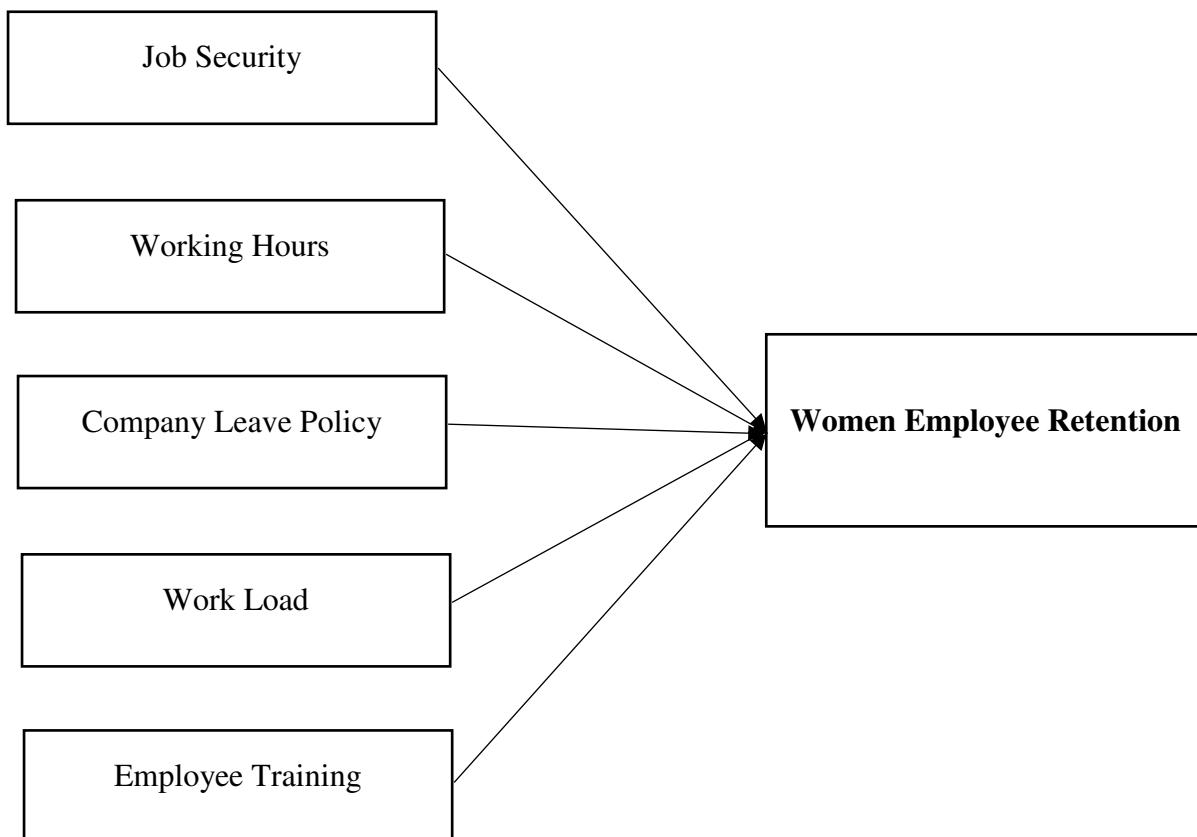 Job Security
Working Hours
Company Leave Policy
Women Employee Retention
Work Load
Employee Training